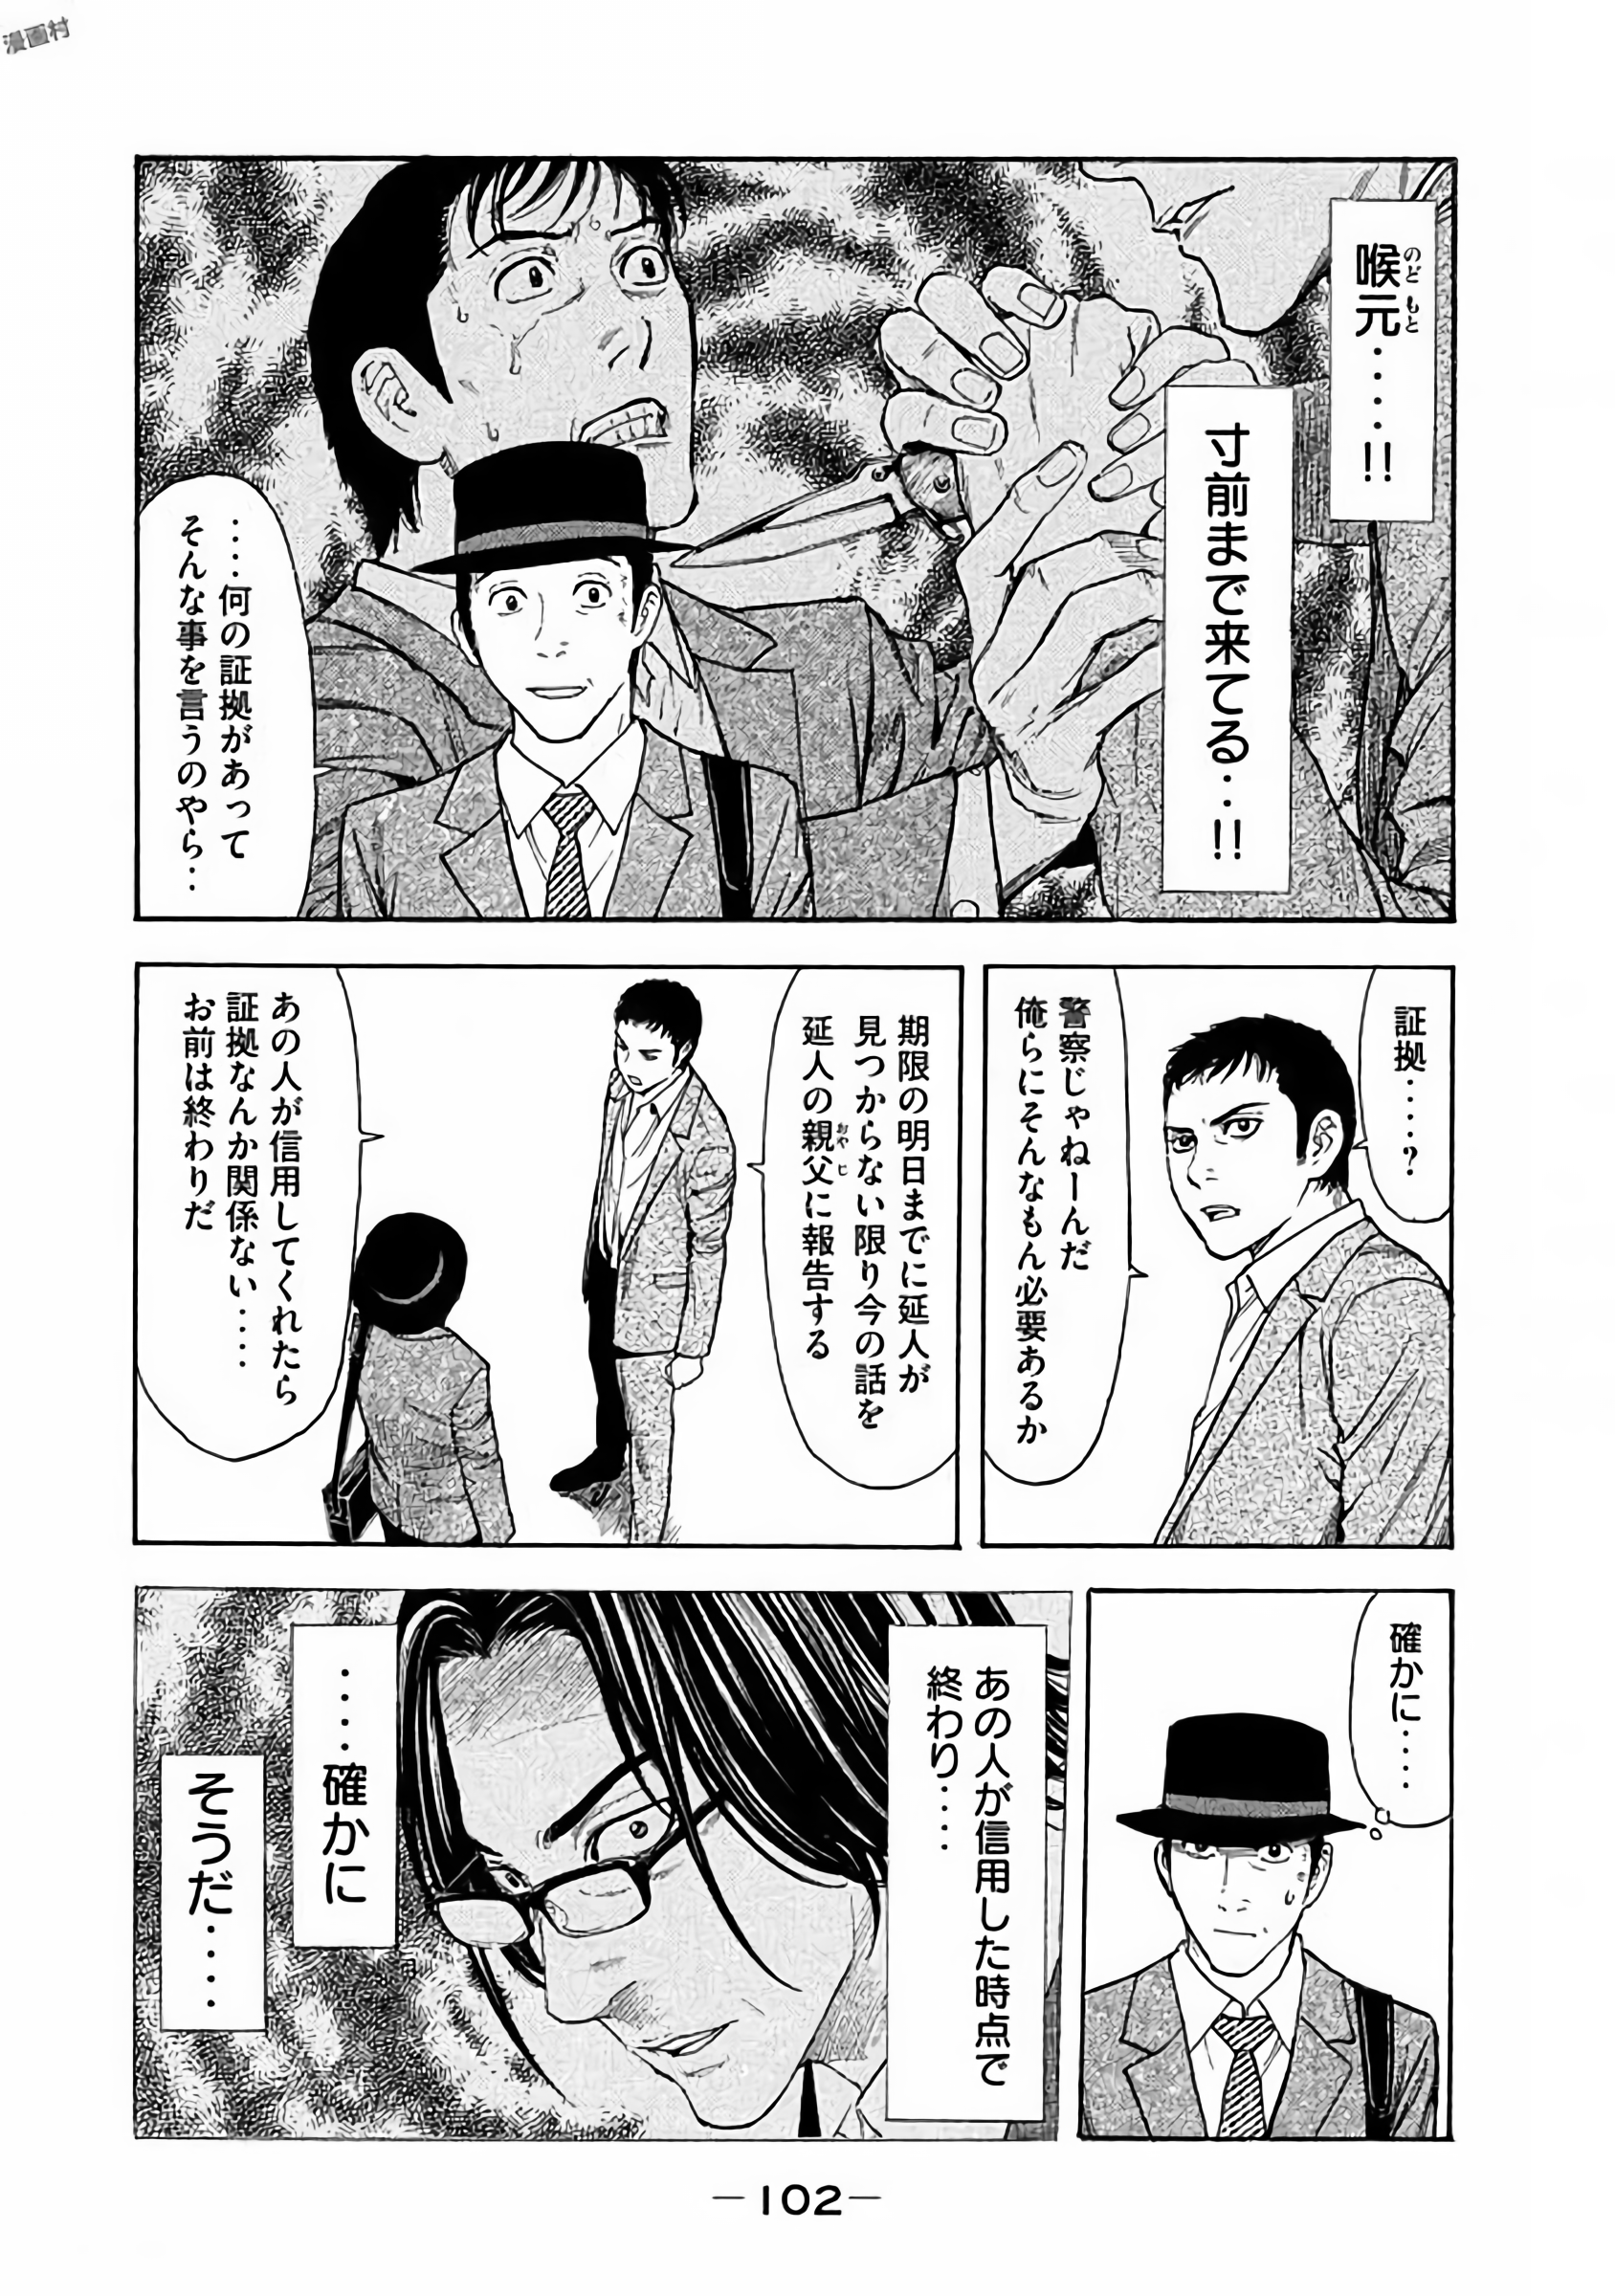 漫画村
喉元‥‥!!
のどもと
寸前まで来てる‥!!
‥‥何の証拠があって
そんな事を言うのやら‥
証拠‥‥?
警察じゃねーんだ
俺らにそんなもん必要あるか
期限の明日までに延人が
見つからない限り今の話を
延人の親父に報告する
おやじ
あの人が信用してくれたら
証拠なんか関係ない‥‥
お前は終わりだ
確かに‥‥
あの人が信用した時点で
終わり‥‥
‥‥確かに
そうだ‥‥
—102—